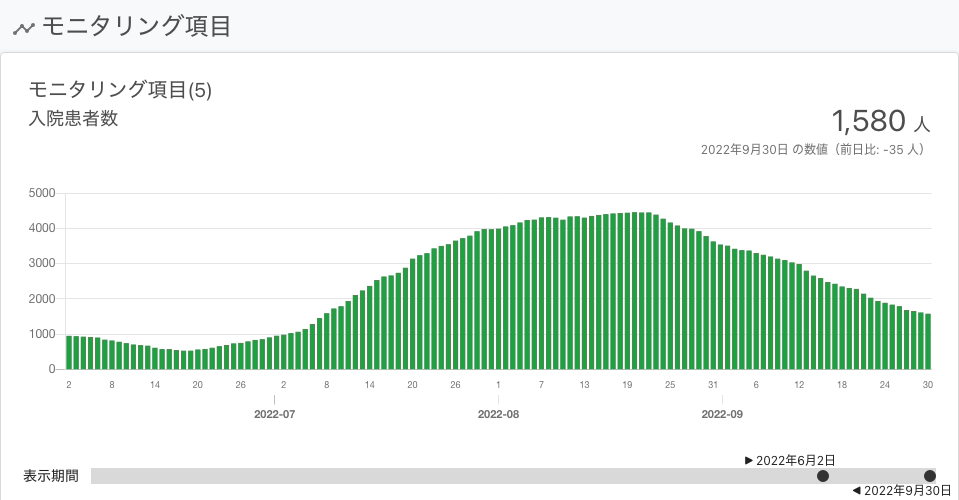 モニタリング項目
モニタリング項目(5)
入院患者数
1,580 人
2022年9月30日 の数値（前日比: -35 人）
5000
4000
3000
2000
1000
0
2 8 14 20 26 2 8 14 20 26 1 7 13 19 25 31 6 12 18 24 30
2022-07 2022-08 2022-09
表示期間
2022年6月2日
2022年9月30日